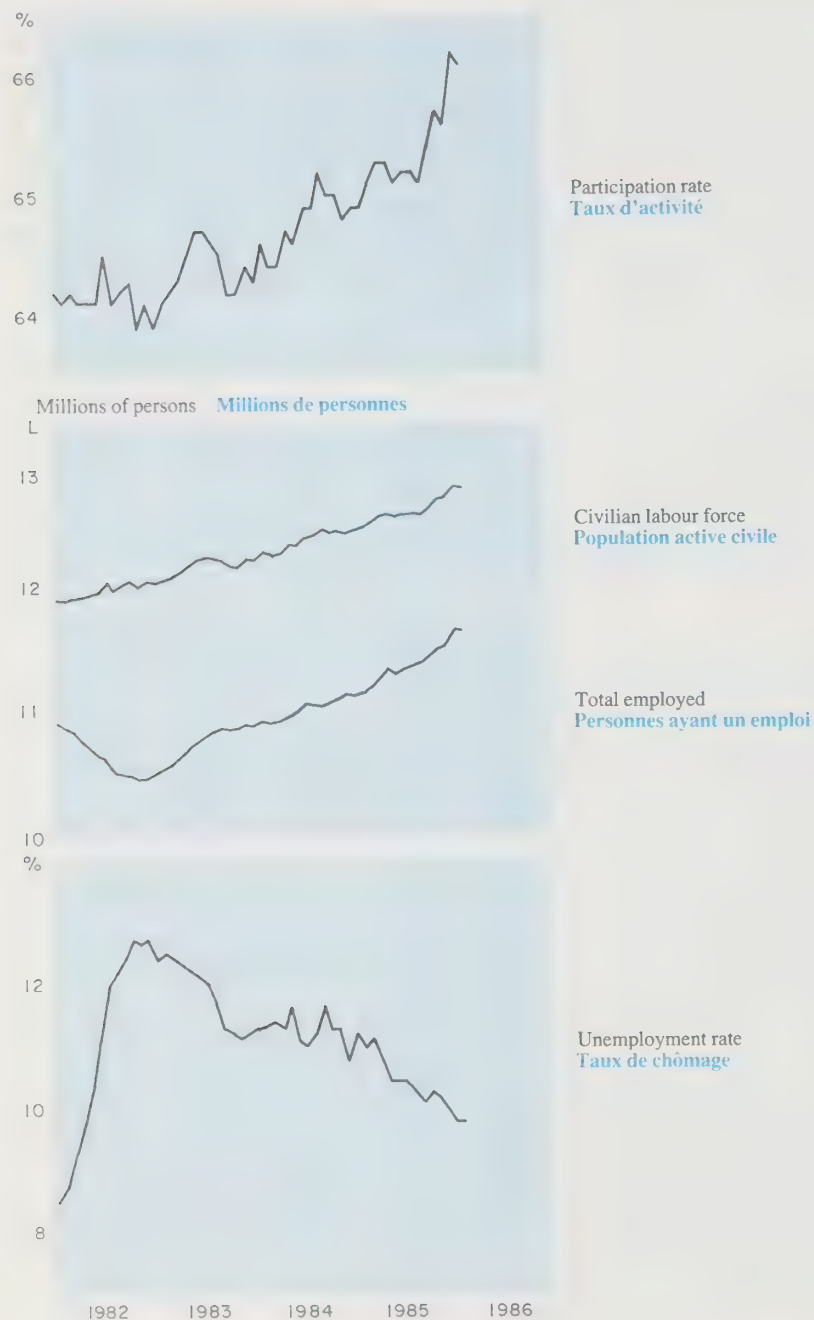 %
66
65
64
Participation rate
Taux d'activité
Millions of persons Millions de personnes
L
13
12
11
10
Civilian labour force
Population active civile
Total employed
Personnes ayant un emploi
%
12
10
8
Unemployment rate
Taux de chômage
1982 1983 1984 1985 1986